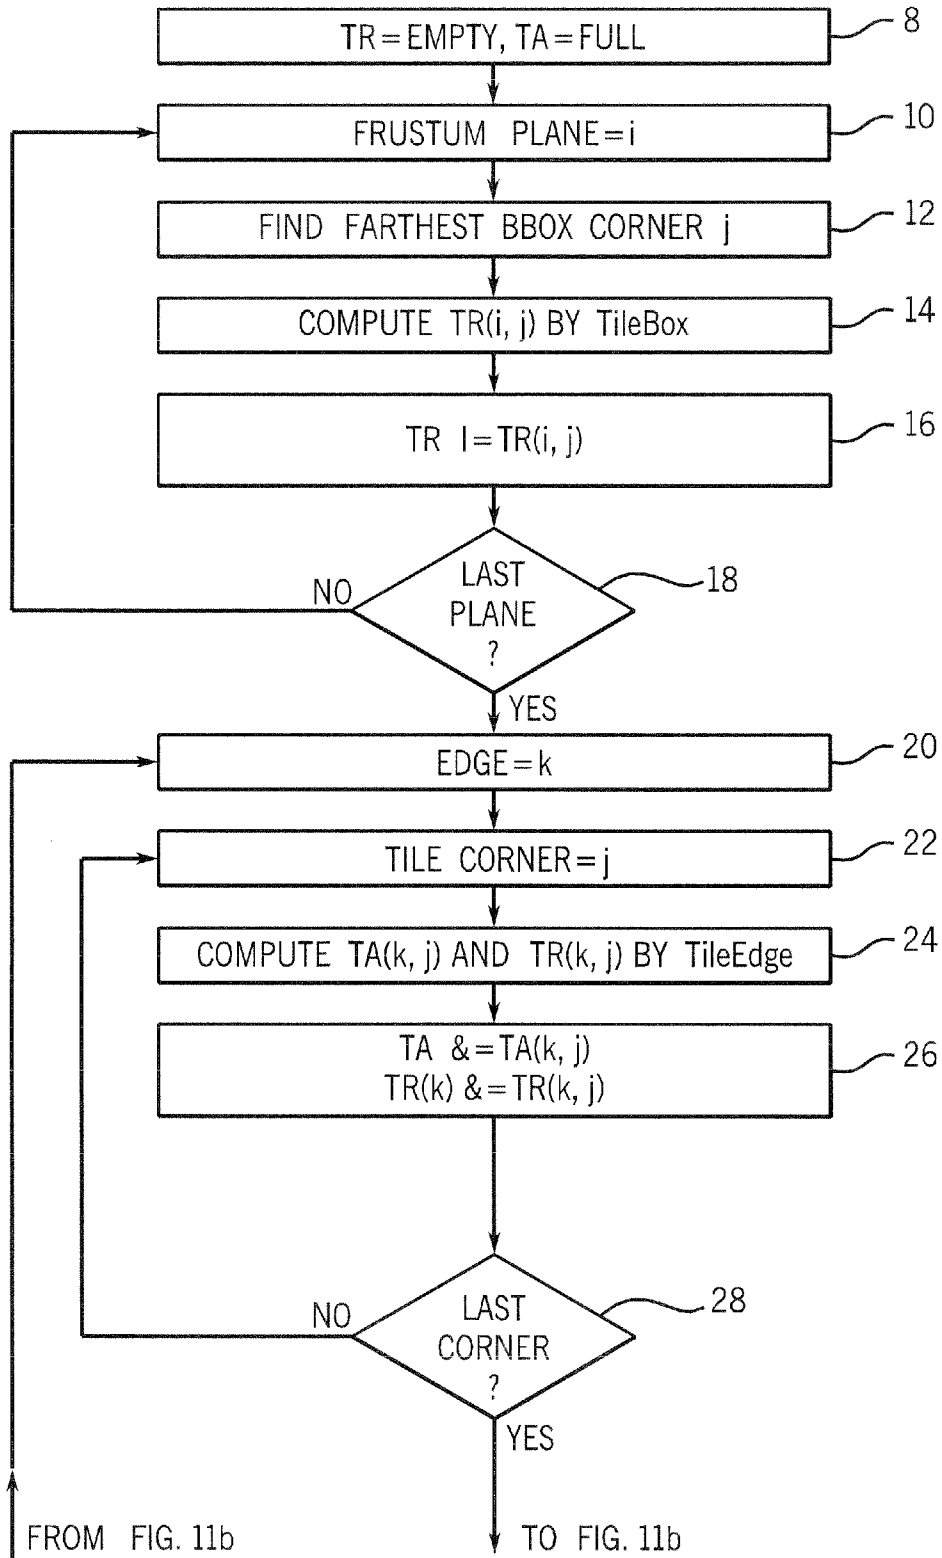 TR=EMPTY, TA=FULL
8
FRUSTUM PLANE=i
10
FIND FARTHEST BBOX CORNER j
12
COMPUTE TR(i, j) BY TileBox
14
TR I=TR(i, j)
16
LAST
PLANE
?
18
NO
YES
EDGE=k
20
TILE CORNER=j
22
COMPUTE TA(k, j) AND TR(k, j) BY TileEdge
24
TA &=TA(k, j)
TR(k) &=TR(k, j)
26
LAST
CORNER
?
28
NO
YES
FROM FIG. 11b
TO FIG. 11b